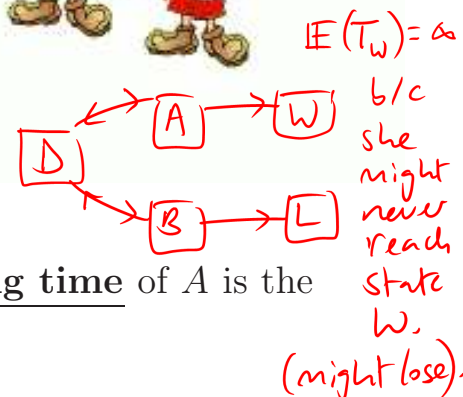 𝔼(T_W)=∞
b/c
she
might
never
reach
state
W.
(might lose).
A
W
D
B
L
time of A is the